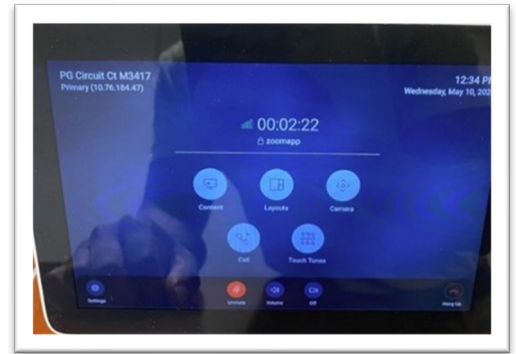 PG Circuit Ct M3417
Primary (10.76.184.47)
12:34 P
Wednesday, May 10, 202
00:02:22
zoomapp
Content
Layouts
Camera
Call
Touch Tones
Settings
Unmute
Volume
Off
Hang Up